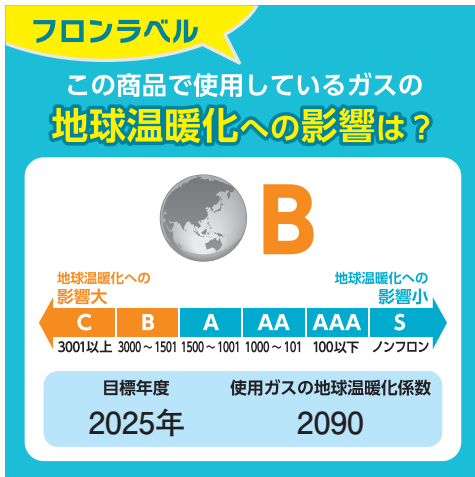 フロンラベル
この商品で使用しているガスの
地球温暖化への影響は？
B
地球温暖化への
影響大
地球温暖化への
影響小
C B A AA AAA S
3001以上 3000～1501 1500～1001 1000～101 100以下 ノンフロン
目標年度 使用ガスの地球温暖化係数
2025年 2090